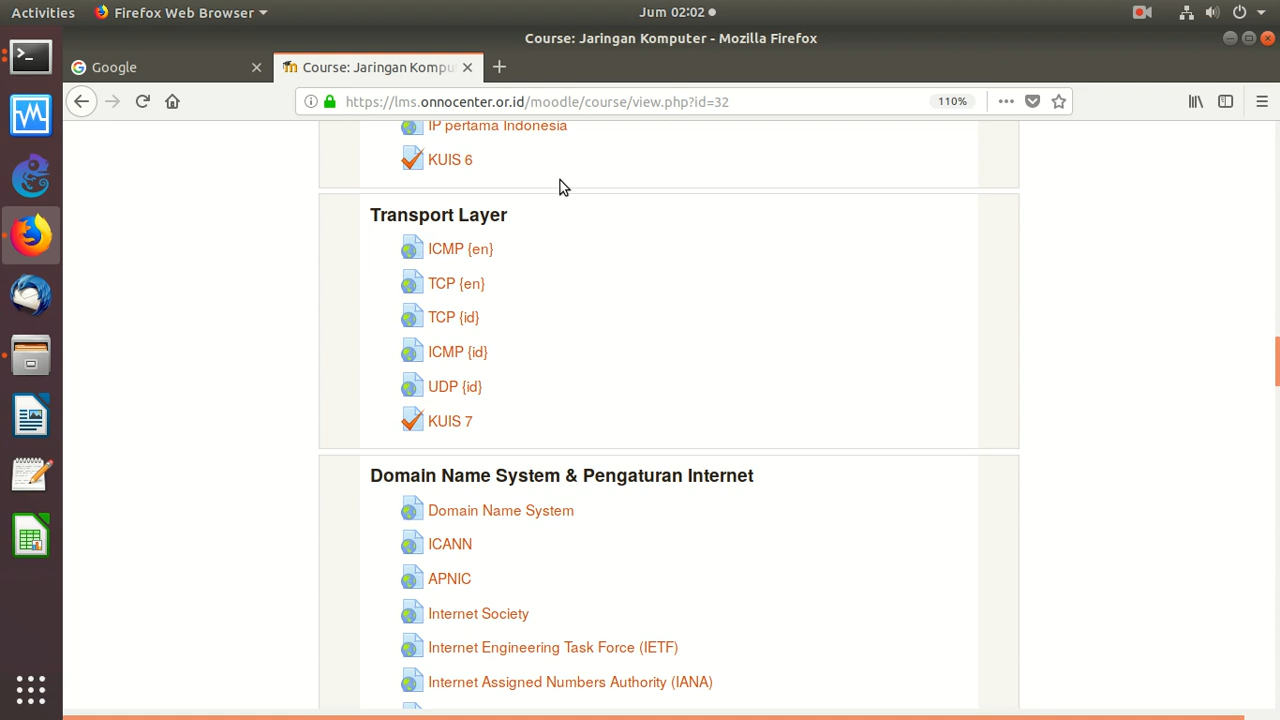 Activities
Firefox Web Browser
Jum 02:02
Course: Jaringan Komputer - Mozilla Firefox
Google
Course: Jaringan Kompu
https://lms.onnocenter.or.id/moodle/course/view.php?id=32
110%
IP pertama Indonesia
KUIS 6
Transport Layer
ICMP {en}
TCP {en}
TCP {id}
ICMP {id}
UDP {id}
KUIS 7
Domain Name System & Pengaturan Internet
Domain Name System
ICANN
APNIC
Internet Society
Internet Engineering Task Force (IETF)
Internet Assigned Numbers Authority (IANA)